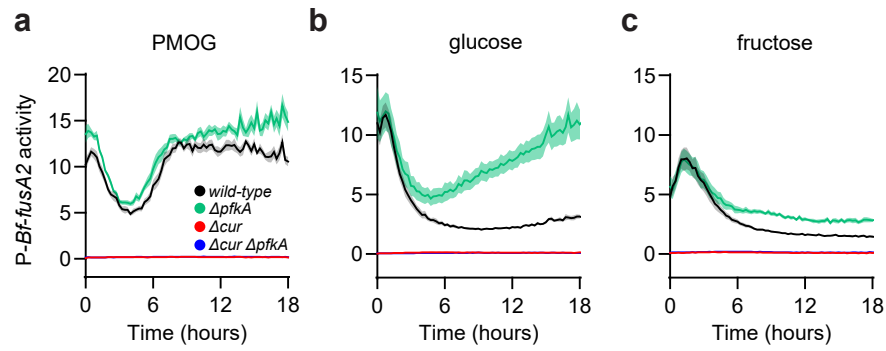 a
PMOG
P-Bf-fusA2 activity
20
15
10
5
0
wild-type
ΔpfkA
Δcur
Δcur ΔpfkA
0 6 12 18
Time (hours)
b
glucose
15
10
5
0
0 6 12 18
Time (hours)
c
fructose
15
10
5
0
0 6 12 18
Time (hours)